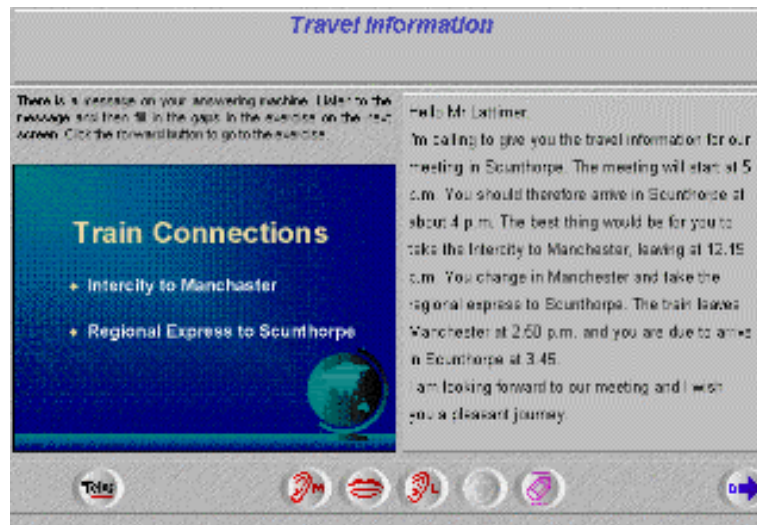 Travel Information
There is a message on your answering machine. Listen to the
message and then fill in the gaps in the exercise on the next
screen. Click the forward button to go to the exercise.
Train Connections
Intercity to Manchaster
Regional Express to Scunthorpe
Hello Mr Lattimer,
I'm calling to give you the travel information for our
meeting in Scunthorpe. The meeting will start at 5
p.m. You should therefore arrive in Scunthorpe at
about 4 p.m. The best thing would be for you to
take the Intercity to Manchester, leaving at 12.15
p.m. You change in Manchester and take the
regional express to Scunthorpe. The train leaves
Manchester at 2:50 p.m. and you are due to arrive
in Scunthorpe at 3.45.
I am looking forward to our meeting and I wish
you a pleasant journey.
M
L